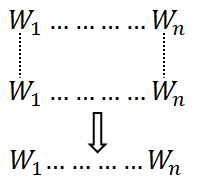 W₁ … … … … Wₙ
W₁ … … … … Wₙ
W₁ … … … … Wₙ